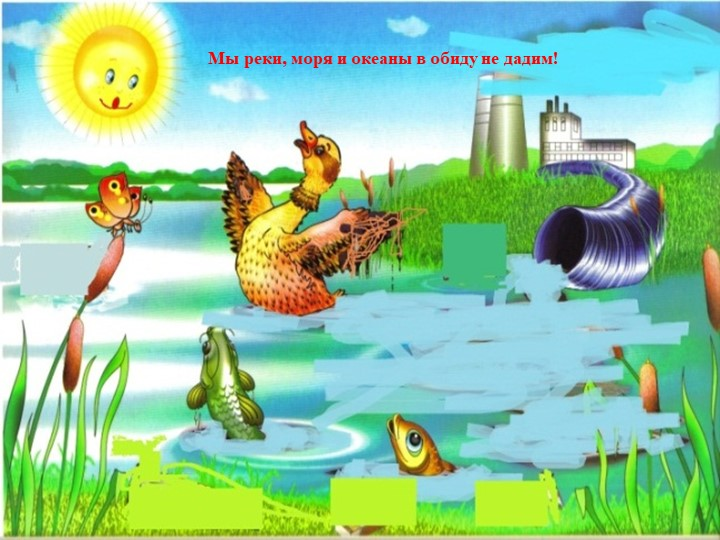 Мы реки, моря и океаны в обиду не дадим!